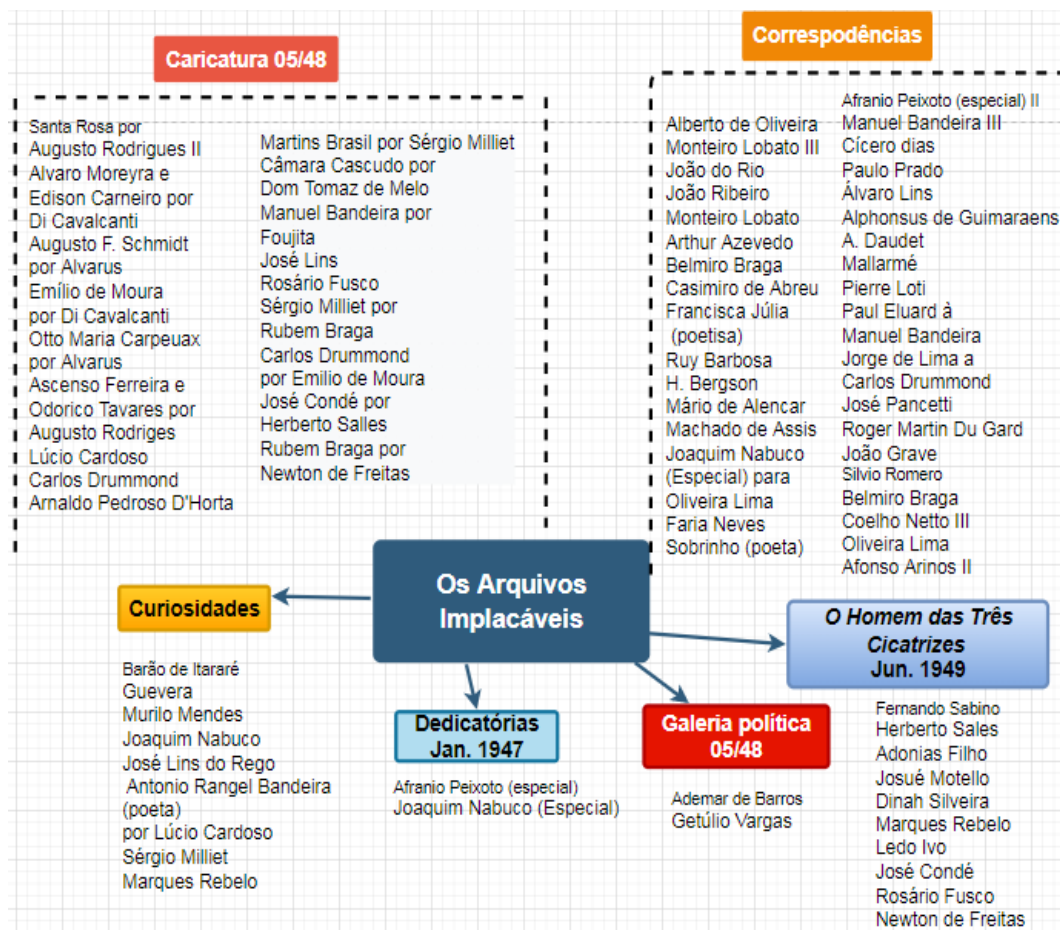 Caricatura 05/48
Santa Rosa por
Augusto Rodrigues II
Alvaro Moreyra e
Edison Carneiro por
Di Cavalcanti
Augusto F. Schmidt
por Alvarus
Emílio de Moura
por Di Cavalcanti
Otto Maria Carpeuax
por Alvarus
Ascenso Ferreira e
Odorico Tavares por
Augusto Rodriges
Lúcio Cardoso
Carlos Drummond
Arnaldo Pedroso D'Horta
Martins Brasil por Sérgio Milliet
Câmara Cascudo por
Dom Tomaz de Melo
Manuel Bandeira por
Foujita
José Lins
Rosário Fusco
Sérgio Milliet por
Rubem Braga
Carlos Drummond
por Emilio de Moura
José Condé por
Herberto Salles
Rubem Braga por
Newton de Freitas
Correspodências
Alberto de Oliveira
Monteiro Lobato III
João do Rio
João Ribeiro
Monteiro Lobato
Arthur Azevedo
Belmiro Braga
Casimiro de Abreu
Francisca Júlia
(poetisa)
Ruy Barbosa
H. Bergson
Mário de Alencar
Machado de Assis
Joaquim Nabuco
(Especial) para
Oliveira Lima
Faria Neves
Sobrinho (poeta)
Afranio Peixoto (especial) II
Manuel Bandeira III
Cícero dias
Paulo Prado
Álvaro Lins
Alphonsus de Guimaraens
A. Daudet
Mallarmé
Pierre Loti
Paul Eluard à
Manuel Bandeira
Jorge de Lima a
Carlos Drummond
José Pancetti
Roger Martin Du Gard
João Grave
Silvio Romero
Belmiro Braga
Coelho Netto III
Oliveira Lima
Afonso Arinos II
Os Arquivos
Implacáveis
Curiosidades
Barão de Itararé
Guevera
Murilo Mendes
Joaquim Nabuco
José Lins do Rego
Antonio Rangel Bandeira
(poeta)
por Lúcio Cardoso
Sérgio Milliet
Marques Rebelo
Dedicatórias
Jan. 1947
Afranio Peixoto (especial)
Joaquim Nabuco (Especial)
Galeria política
05/48
Ademar de Barros
Getúlio Vargas
O Homem das Três
Cicatrizes
Jun. 1949
Fernando Sabino
Herberto Sales
Adonias Filho
Josué Motello
Dinah Silveira
Marques Rebelo
Ledo Ivo
José Condé
Rosário Fusco
Newton de Freitas